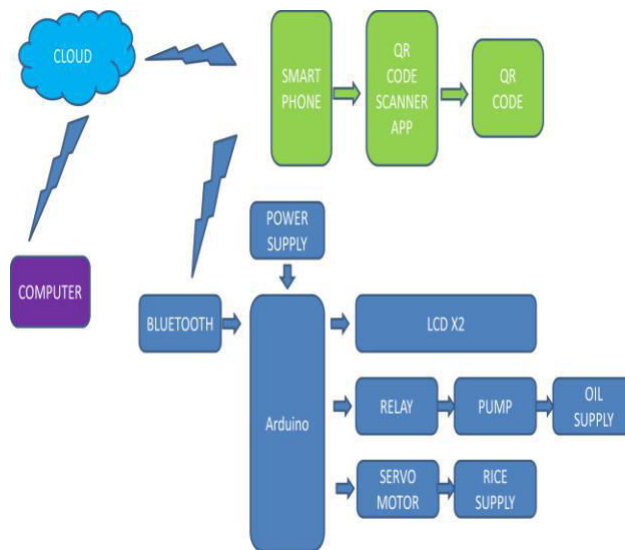 CLOUD
SMART
PHONE
QR
CODE
SCANNER
APP
QR
CODE
POWER
SUPPLY
COMPUTER
BLUETOOTH
Arduino
LCD X2
RELAY
PUMP
OIL
SUPPLY
SERVO
MOTOR
RICE
SUPPLY